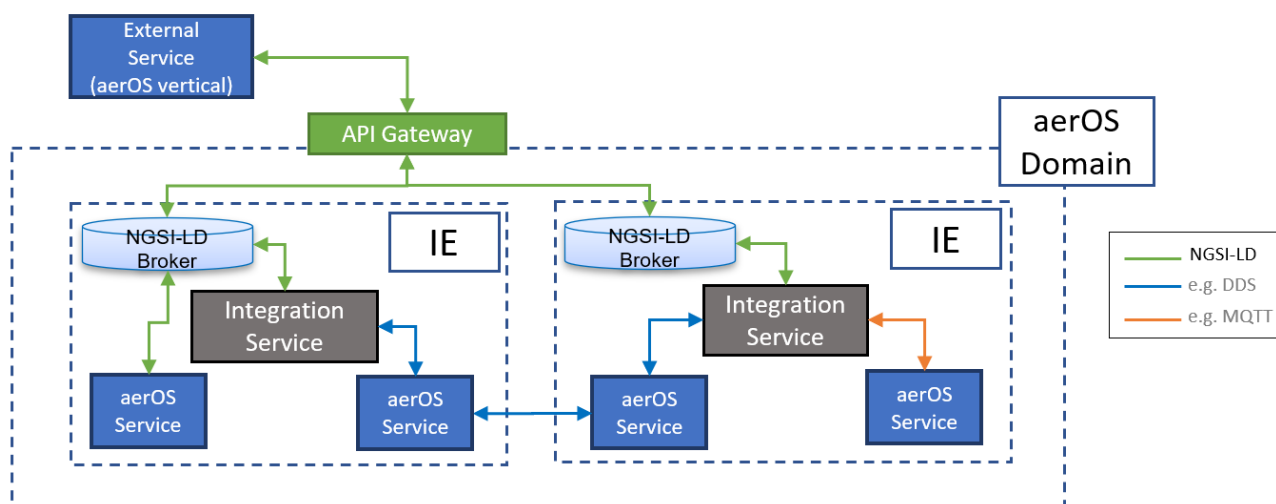 External
Service
(aerOS vertical)
API Gateway
aerOS
Domain
NGSI-LD
Broker
IE
NGSI-LD
Broker
IE
Integration
Service
Integration
Service
aerOS
Service
aerOS
Service
aerOS
Service
aerOS
Service
NGSI-LD
e.g. DDS
e.g. MQTT